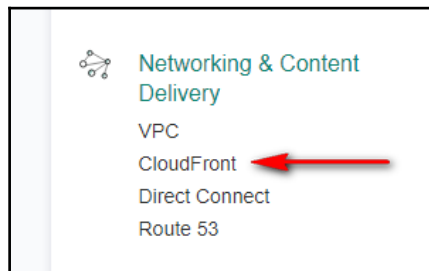 Networking & Content
Delivery
VPC
CloudFront
Direct Connect
Route 53